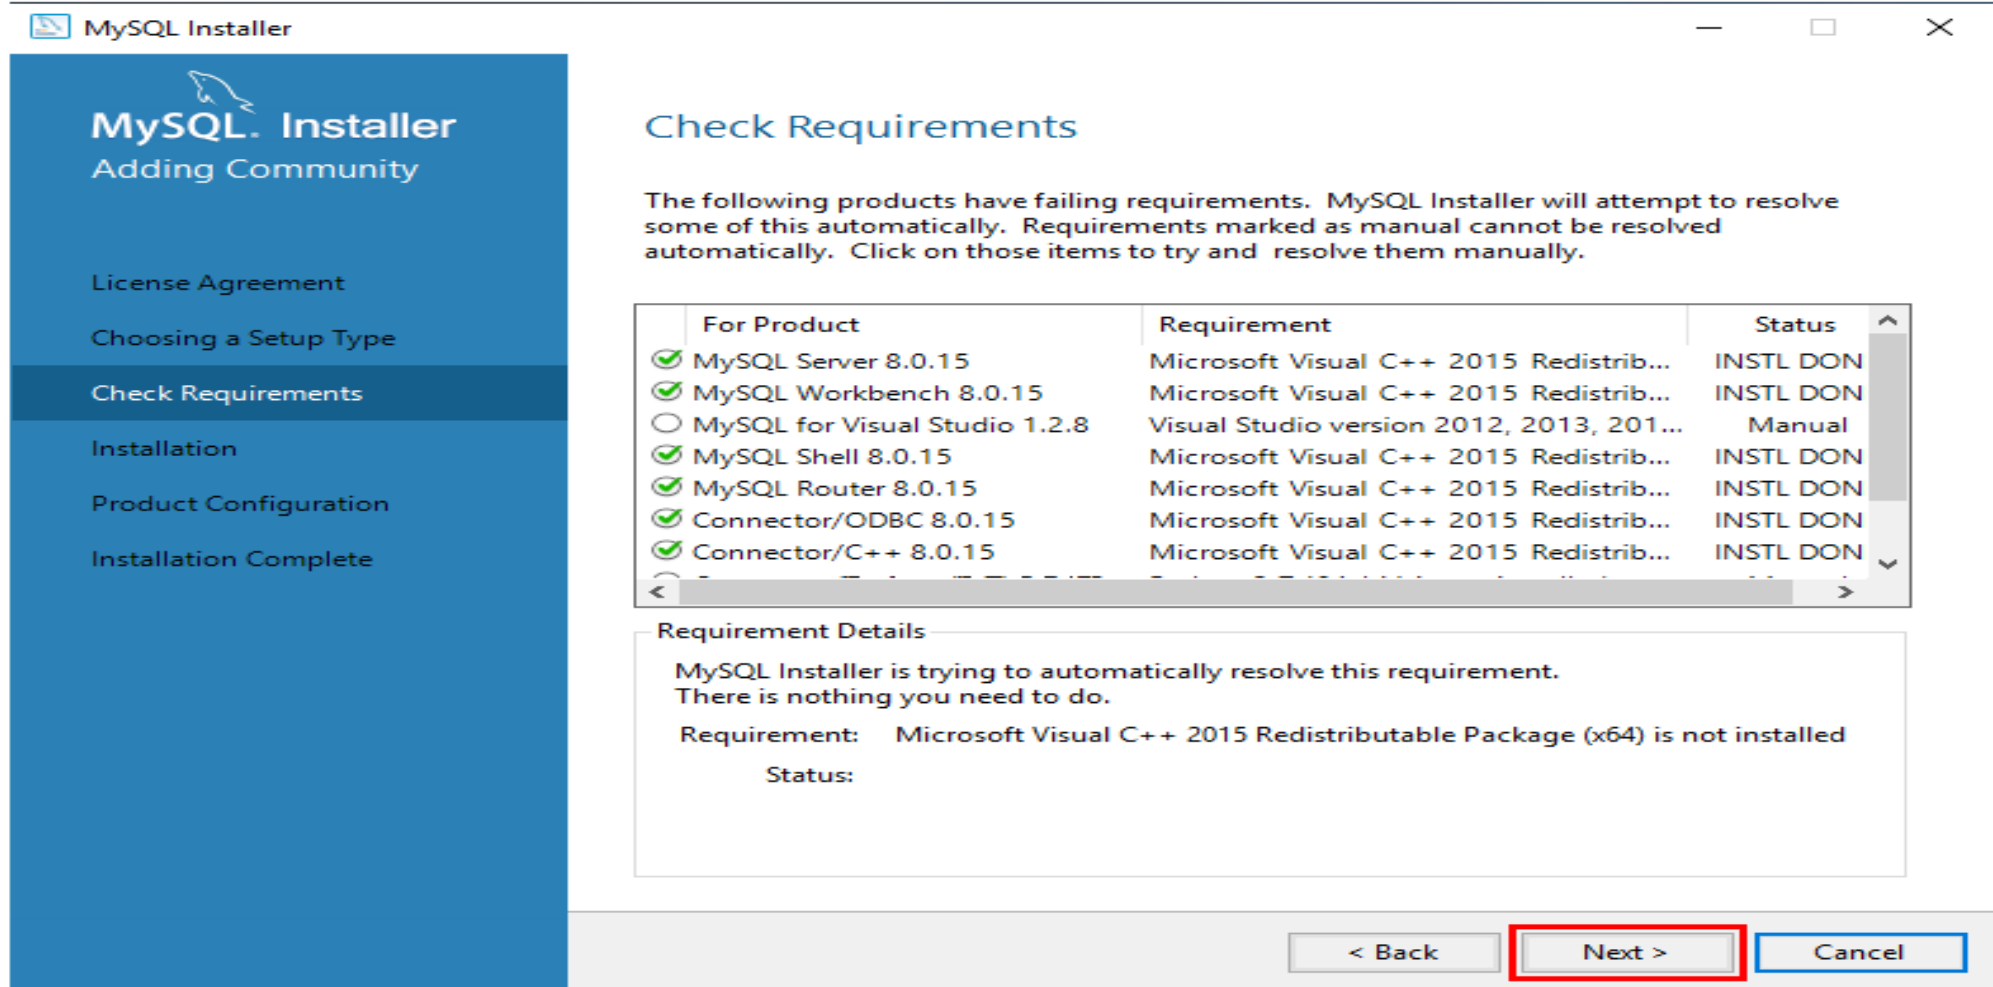 MySQL Installer
MySQL. Installer
Adding Community
License Agreement
Choosing a Setup Type
Check Requirements
Installation
Product Configuration
Installation Complete
Check Requirements
The following products have failing requirements. MySQL Installer will attempt to resolve
some of this automatically. Requirements marked as manual cannot be resolved
automatically. Click on those items to try and resolve them manually.
For Product Requirement Status
MySQL Server 8.0.15 Microsoft Visual C++ 2015 Redistrib... INSTL DON
MySQL Workbench 8.0.15 Microsoft Visual C++ 2015 Redistrib... INSTL DON
MySQL for Visual Studio 1.2.8 Visual Studio version 2012, 2013, 201... Manual
MySQL Shell 8.0.15 Microsoft Visual C++ 2015 Redistrib... INSTL DON
MySQL Router 8.0.15 Microsoft Visual C++ 2015 Redistrib... INSTL DON
Connector/ODBC 8.0.15 Microsoft Visual C++ 2015 Redistrib... INSTL DON
Connector/C++ 8.0.15 Microsoft Visual C++ 2015 Redistrib... INSTL DON
Requirement Details
MySQL Installer is trying to automatically resolve this requirement.
There is nothing you need to do.
Requirement: Microsoft Visual C++ 2015 Redistributable Package (x64) is not installed
Status:
< Back Next > Cancel